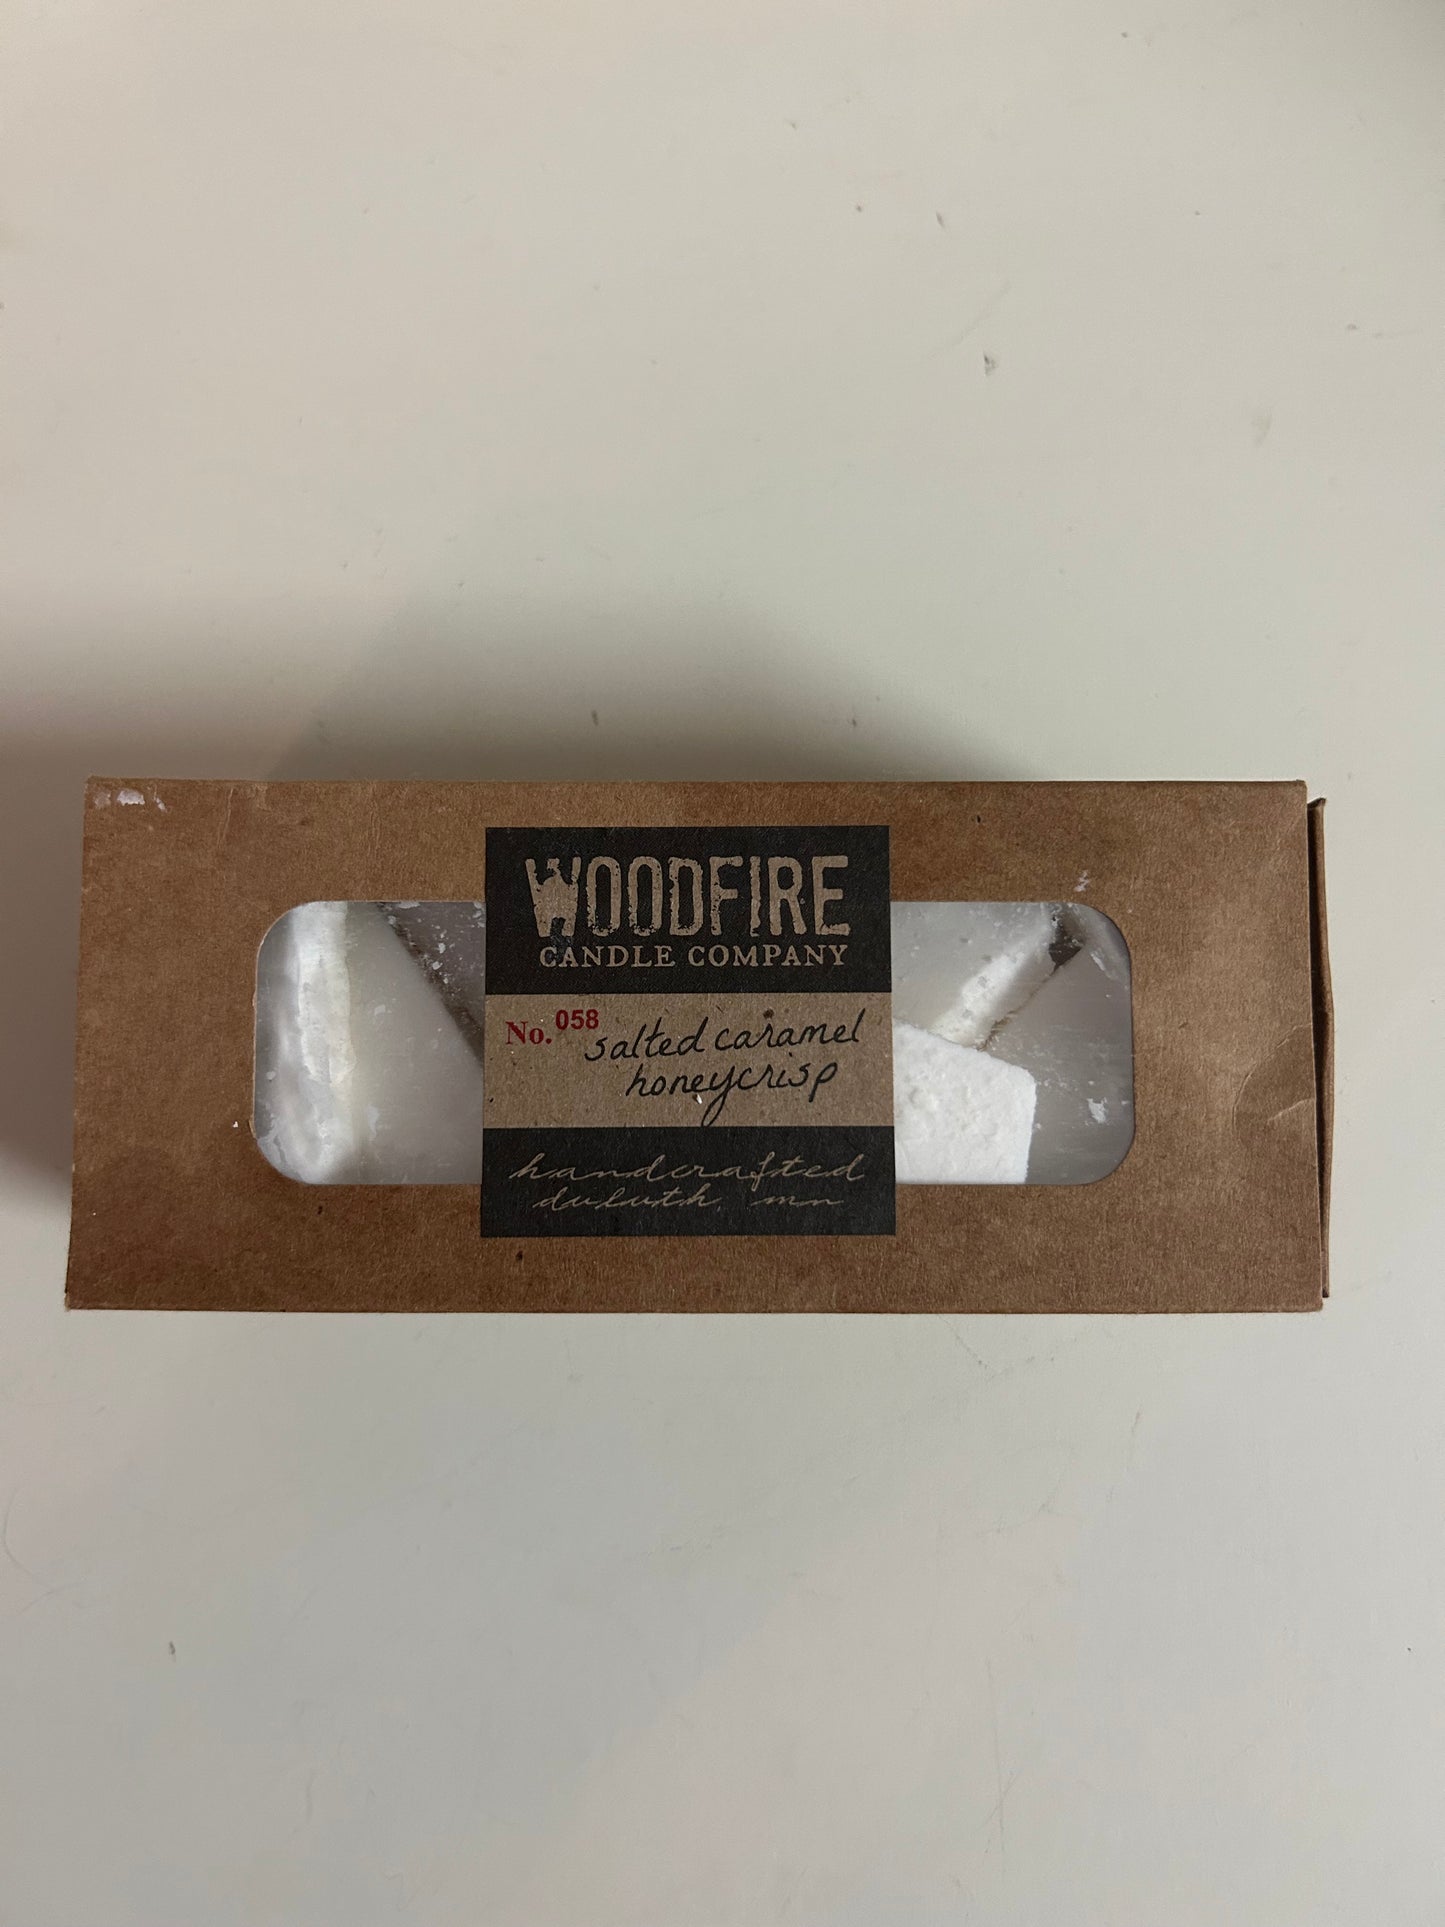 WOODFIRE
CANDLE COMPANY
No. 058 salted caramel
honeycrisp
handcrafted
duluth, mn